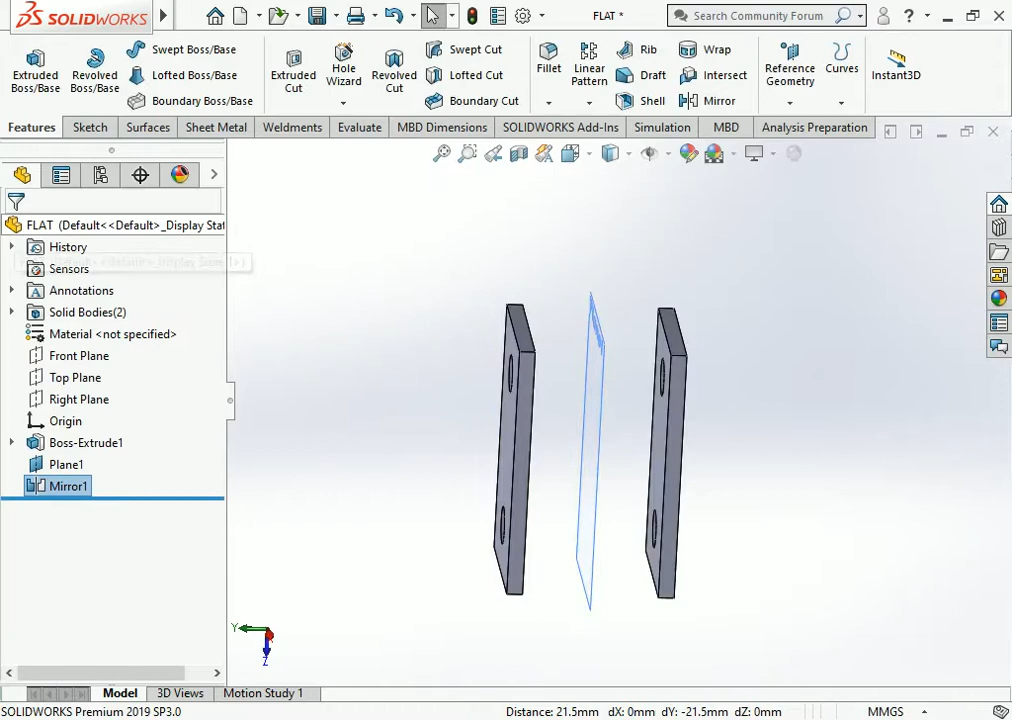 SOLIDWORKS
FLAT *
Search Community Forum
?
Extruded Boss/Base
Revolved Boss/Base
Swept Boss/Base
Lofted Boss/Base
Boundary Boss/Base
Extruded Cut
Hole Wizard
Revolved Cut
Swept Cut
Lofted Cut
Boundary Cut
Fillet
Linear Pattern
Rib
Draft
Shell
Wrap
Intersect
Mirror
Reference Geometry
Curves
Instant3D
Features
Sketch
Surfaces
Sheet Metal
Weldments
Evaluate
MBD Dimensions
SOLIDWORKS Add-Ins
Simulation
MBD
Analysis Preparation
FLAT (Default<<Default>_Display Stat
History
Sensors
Annotations
Solid Bodies(2)
Material <not specified>
Front Plane
Top Plane
Right Plane
Origin
Boss-Extrude1
Plane1
Mirror1
Y
Z
Model
3D Views
Motion Study 1
SOLIDWORKS Premium 2019 SP3.0
Distance: 21.5mm dX: 0mm dY: -21.5mm dZ: 0mm
MMGS